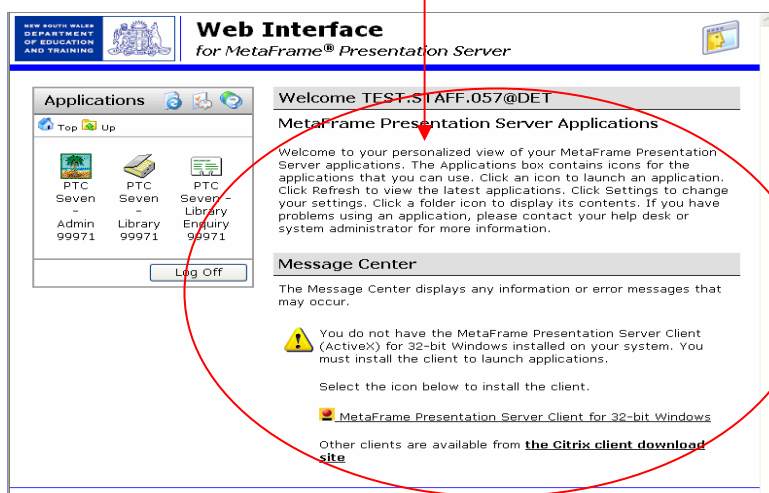 NEW SOUTH WALES
DEPARTMENT
OF EDUCATION
AND TRAINING
Web Interface
for MetaFrame® Presentation Server
Applications
Top Up
PTC
Seven
-
Admin
99971
PTC
Seven
-
Library
99971
PTC
Seven -
Library
Enquiry
99971
Log Off
Welcome TEST.STAFF.057@DET
MetaFrame Presentation Server Applications
Welcome to your personalized view of your MetaFrame Presentation
Server applications. The Applications box contains icons for the
applications that you can use. Click an icon to launch an application.
Click Refresh to view the latest applications. Click Settings to change
your settings. Click a folder icon to display its contents. If you have
problems using an application, please contact your help desk or
system administrator for more information.
Message Center
The Message Center displays any information or error messages that
may occur.
You do not have the MetaFrame Presentation Server Client
(ActiveX) for 32-bit Windows installed on your system. You
must install the client to launch applications.
Select the icon below to install the client.
MetaFrame Presentation Server Client for 32-bit Windows
Other clients are available from the Citrix client download
site